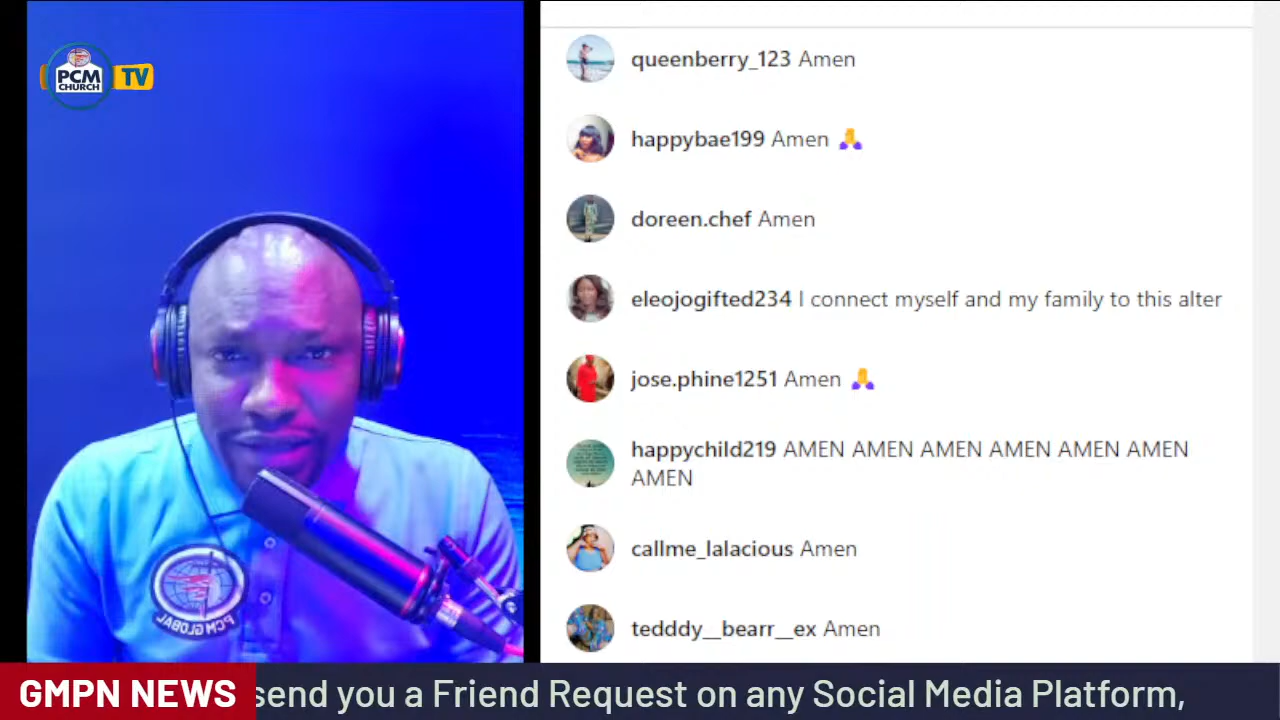 PCM
CHURCH
TV
queenberry_123 Amen
happybae199 Amen
doreen.chef Amen
eleojogifted234 I connect myself and my family to this alter
jose.phine1251 Amen
happychild219 AMEN AMEN AMEN AMEN AMEN AMEN
AMEN
callme_lalacious Amen
tedddy__bearr__ex Amen
PCM GLOBAL
GMPN NEWS
send you a Friend Request on any Social Media Platform,